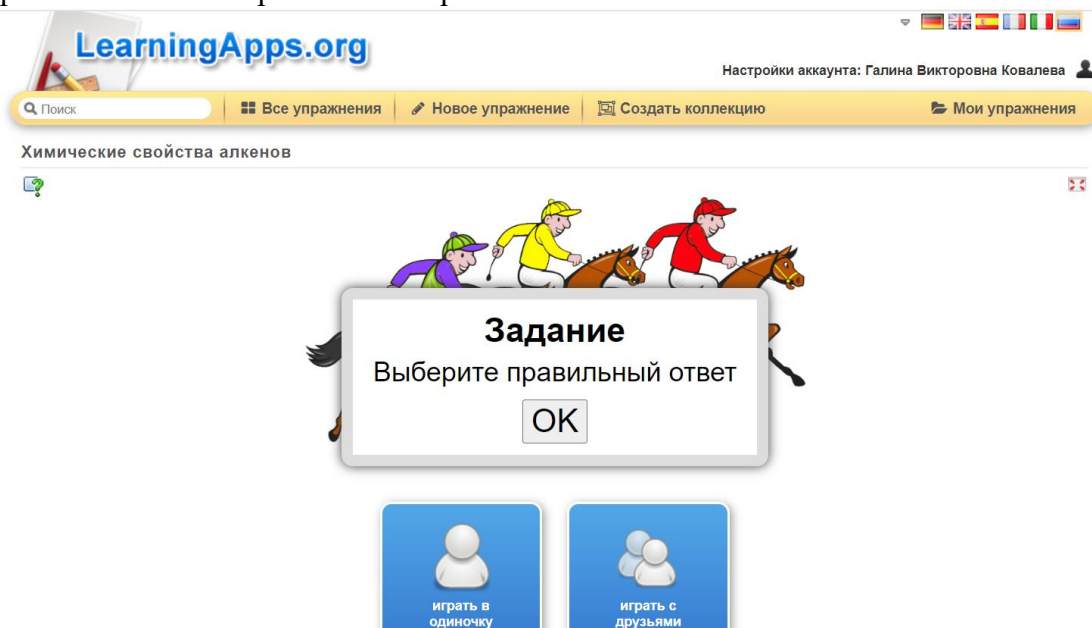 LearningApps.org
Настройки аккаунта: Галина Викторовна Ковалева
Поиск
Все упражнения
Новое упражнение
Создать коллекцию
Мои упражнения
Химические свойства алкенов
Задание
Выберите правильный ответ
OK
играть в
одиночку
играть с
друзьями